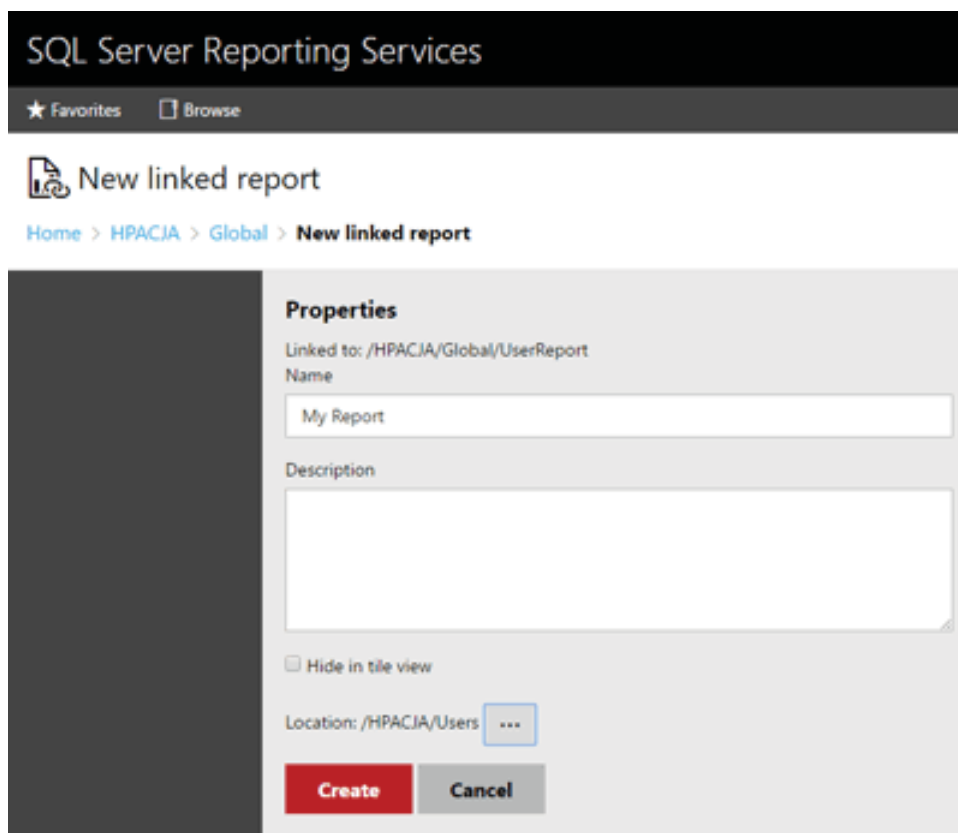 SQL Server Reporting Services
Favorites Browse
New linked report
Home > HPACJA > Global > New linked report
Properties
Linked to: /HPACJA/Global/UserReport
Name
My Report
Description
Hide in tile view
Location: /HPACJA/Users ...
Create Cancel